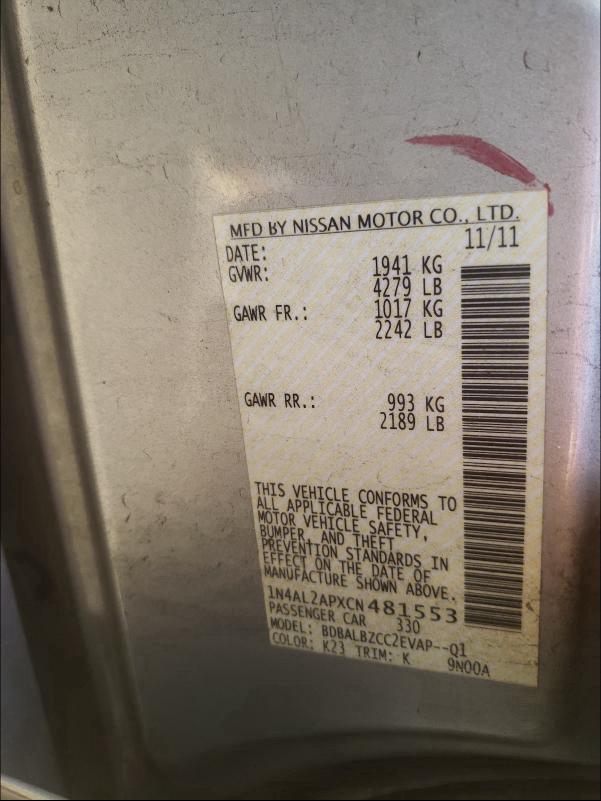 MFD BY NISSAN MOTOR CO., LTD.
DATE: 11/11
GVWR: 1941 KG
4279 LB
GAWR FR.: 1017 KG
2242 LB
GAWR RR.: 993 KG
2189 LB
THIS VEHICLE CONFORMS TO
ALL APPLICABLE FEDERAL
MOTOR VEHICLE SAFETY,
BUMPER, AND THEFT
PREVENTION STANDARDS IN
EFFECT ON THE DATE OF
MANUFACTURE SHOWN ABOVE.
1N4AL2APXCN481553
PASSENGER CAR 330
MODEL: BDBALBZCC2EVAP--Q1
COLOR: K23 TRIM: K 9N00A